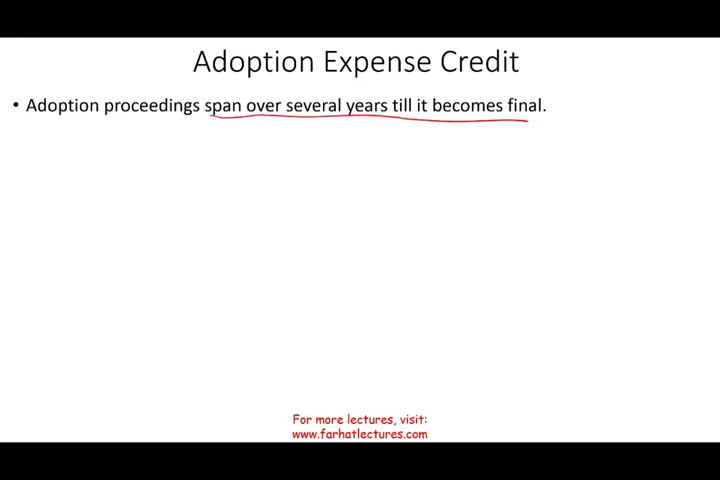 Adoption Expense Credit
• Adoption proceedings span over several years till it becomes final.
For more lectures, visit:
www.farhatlectures.com